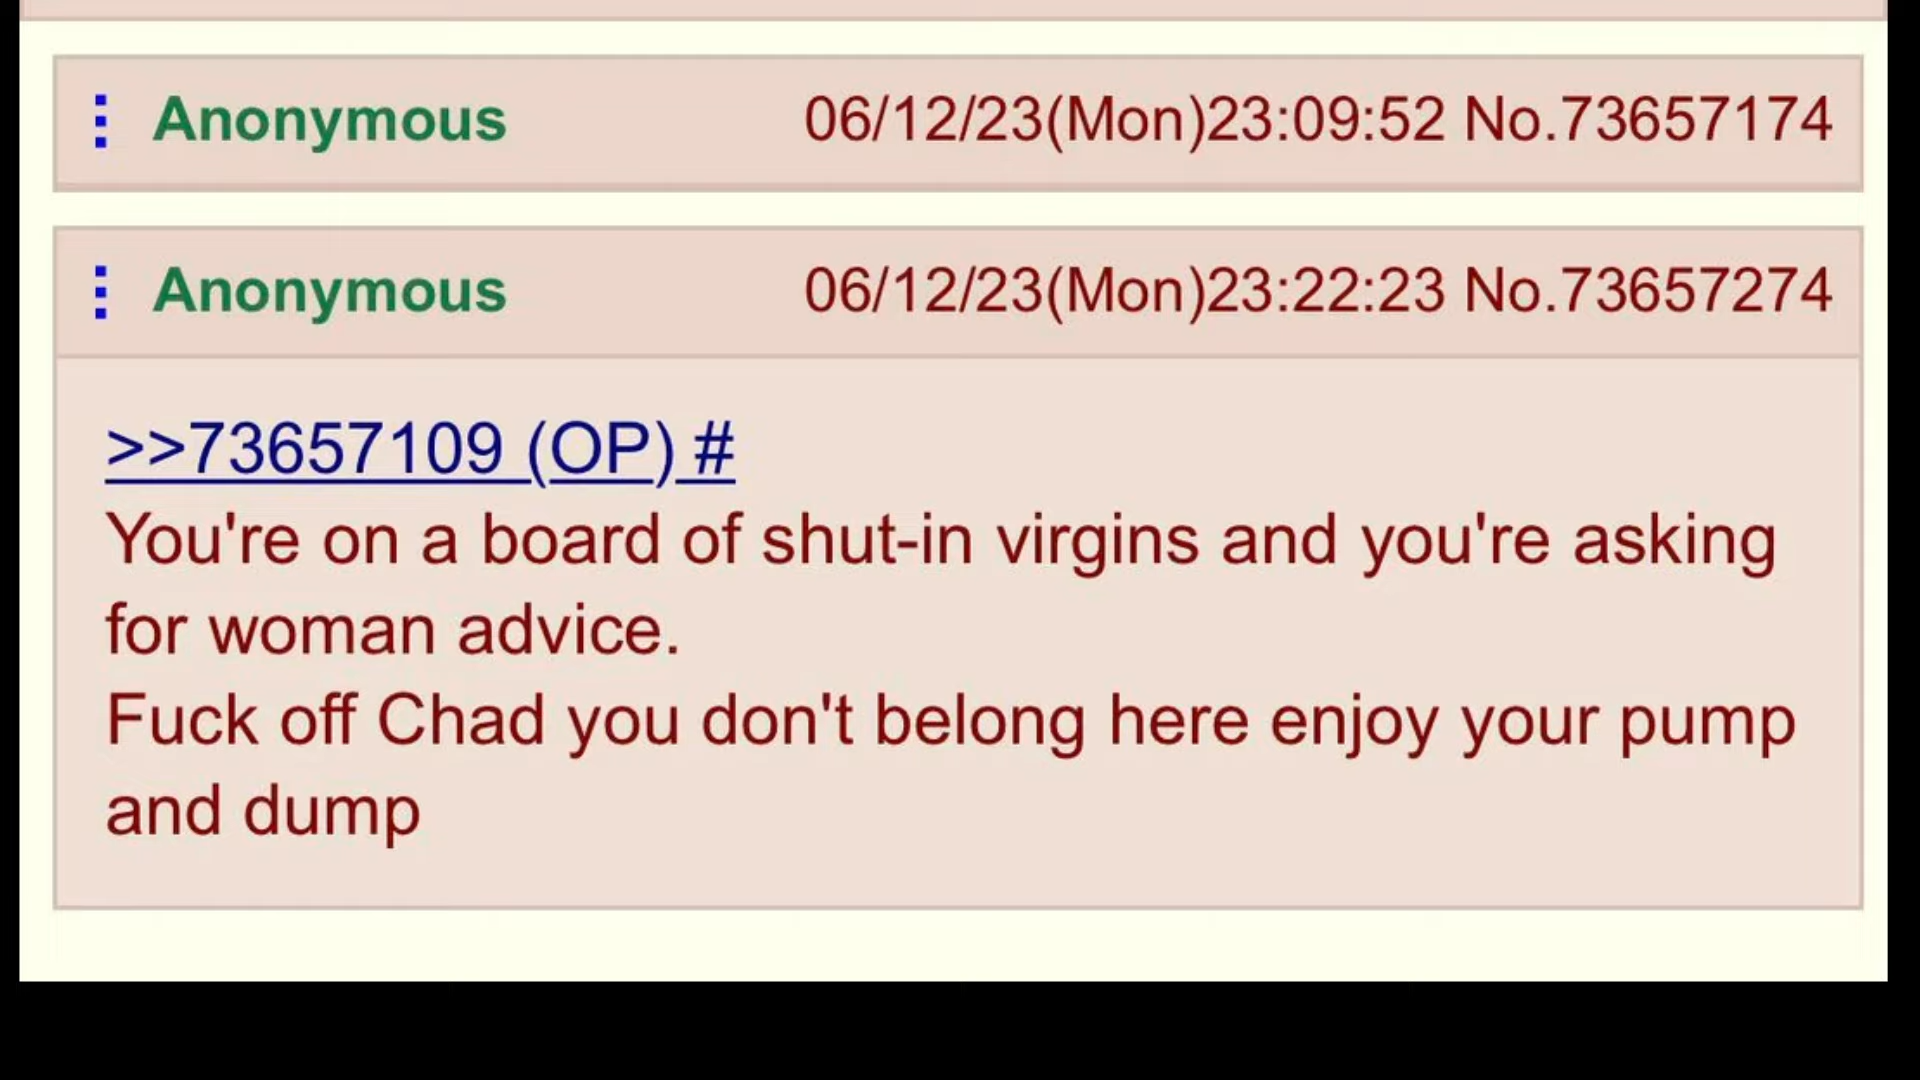 Anonymous 06/12/23(Mon)23:09:52 No.73657174
Anonymous 06/12/23(Mon)23:22:23 No.73657274
>>73657109 (OP) #
You're on a board of shut-in virgins and you're asking
for woman advice.
Fuck off Chad you don't belong here enjoy your pump
and dump